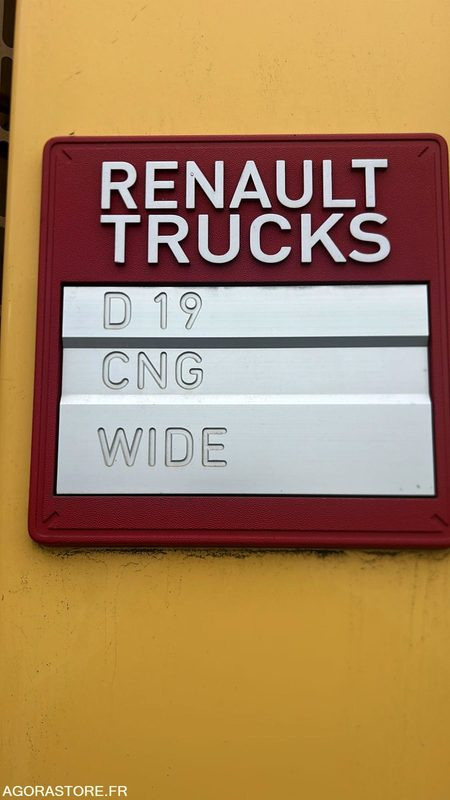 RENAULT
TRUCKS
D 19
CNG
WIDE
AGORASTORE.FR